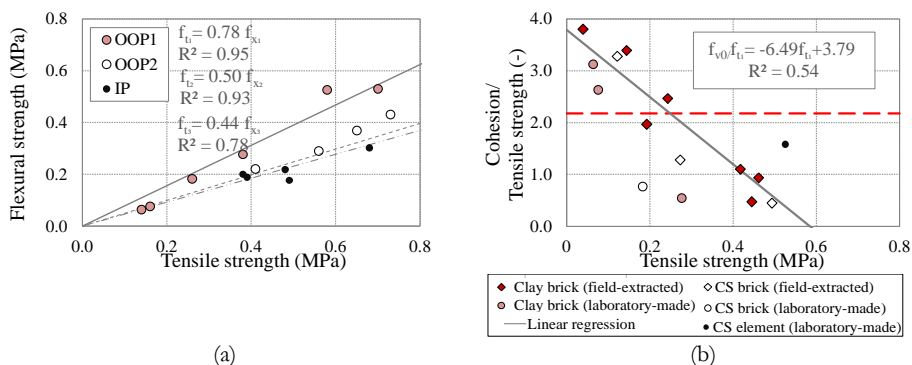 0.8
0.6
0.4
0.2
0.0
0.0 0.2 0.4 0.6 0.8
Flexural strength (MPa)
Tensile strength (MPa)
OOP1
OOP2
IP
fₜ₁= 0.78 fₓ₁
R² = 0.95
fₜ₂= 0.50 fₓ₂
R² = 0.93
fₜ₃= 0.44 fₓ₃
R² = 0.78
(a)
4.0
3.0
2.0
1.0
0.0
0.0 0.2 0.4 0.6 0.8
Cohesion/
Tensile strength (-)
Tensile strength (MPa)
fᵥ₀/fₜ₁= -6.49fₜ₁+3.79
R² = 0.54
Clay brick (field-extracted)
CS brick (field-extracted)
Clay brick (laboratory-made)
CS brick (laboratory-made)
Linear regression
CS element (laboratory-made)
(b)